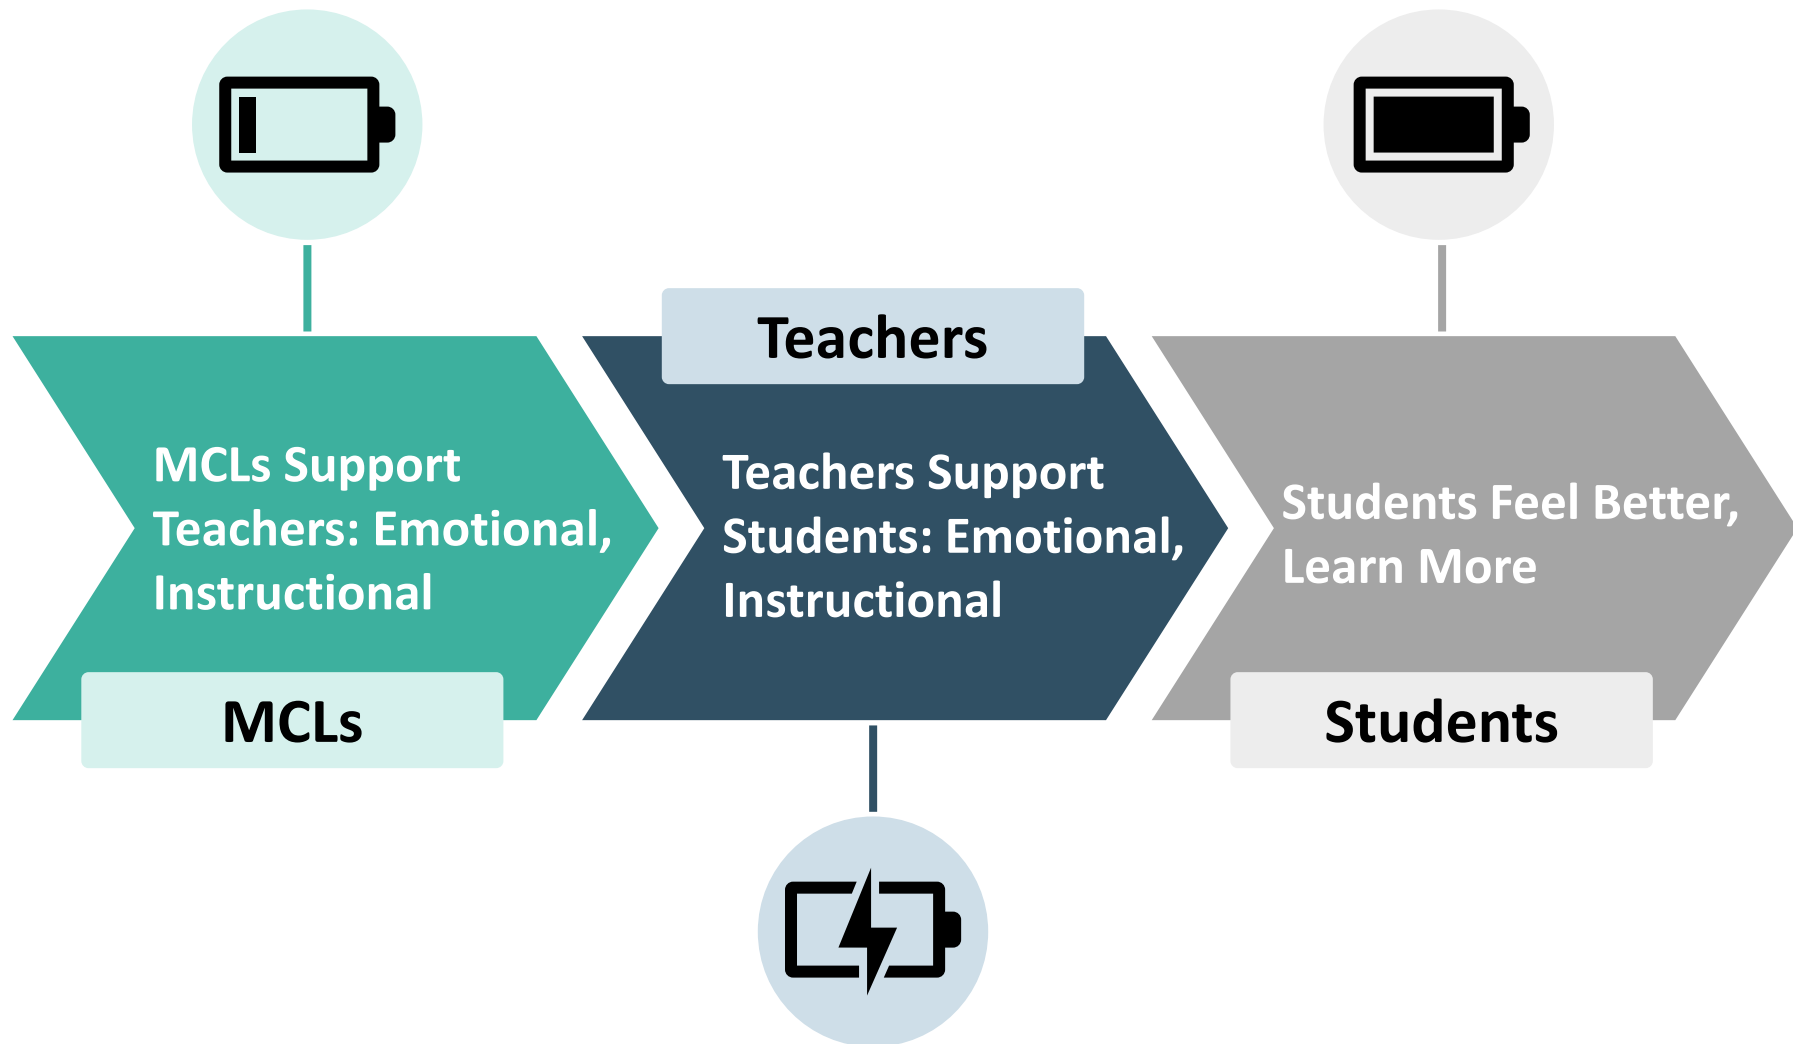 MCLs Support
Teachers: Emotional,
Instructional
MCLs
Teachers
Teachers Support
Students: Emotional,
Instructional
Students Feel Better,
Learn More
Students